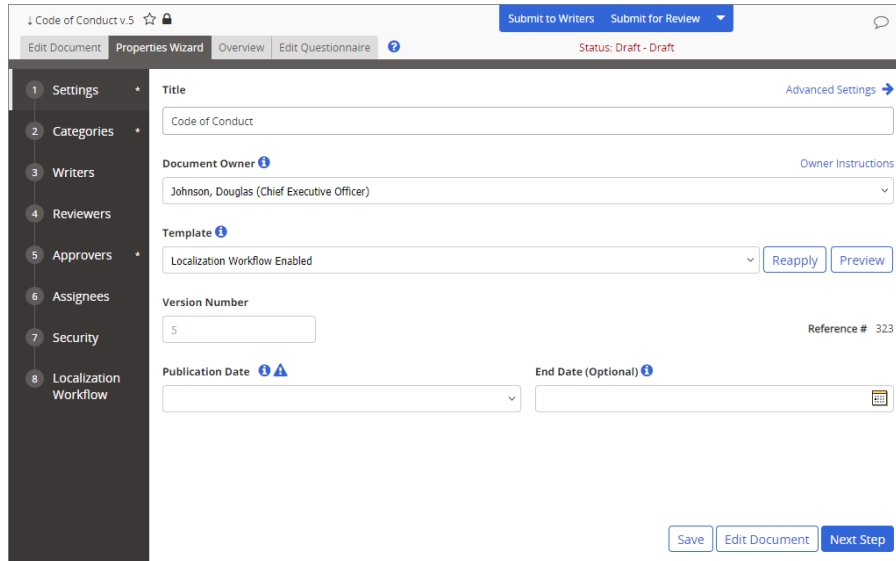 ↓ Code of Conduct v.5
Submit to Writers Submit for Review
Edit Document Properties Wizard Overview Edit Questionnaire ?
Status: Draft - Draft
1 Settings *
2 Categories *
3 Writers
4 Reviewers
5 Approvers *
6 Assignees
7 Security
8 Localization
Workflow
Title
Advanced Settings →
Code of Conduct
Document Owner i
Owner Instructions
Johnson, Douglas (Chief Executive Officer)
Template i
Localization Workflow Enabled
Reapply Preview
Version Number
5
Reference # 323
Publication Date i
End Date (Optional) i
Save Edit Document Next Step